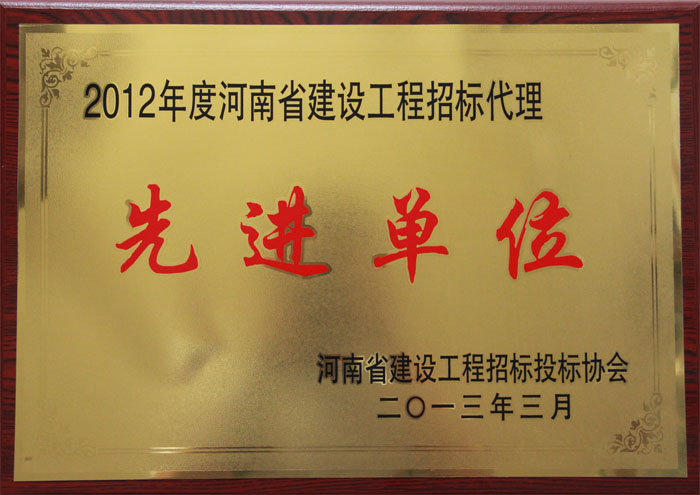 2012年度河南省建设工程招标代理
先进单位
河南省建设工程招标投标协会
二〇一三年三月